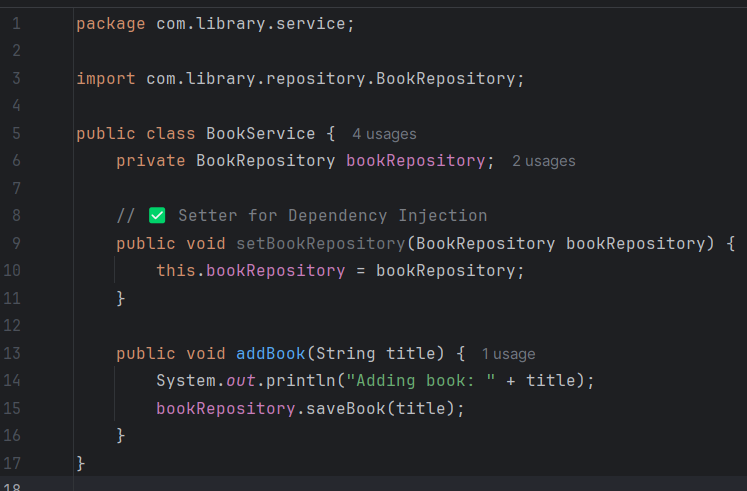 1 package com.library.service;
2
3 import com.library.repository.BookRepository;
4
5 public class BookService { 4 usages
6     private BookRepository bookRepository; 2 usages
7
8     // ✅ Setter for Dependency Injection
9     public void setBookRepository(BookRepository bookRepository) {
10         this.bookRepository = bookRepository;
11     }
12
13     public void addBook(String title) { 1 usage
14         System.out.println("Adding book: " + title);
15         bookRepository.saveBook(title);
16     }
17 }
18